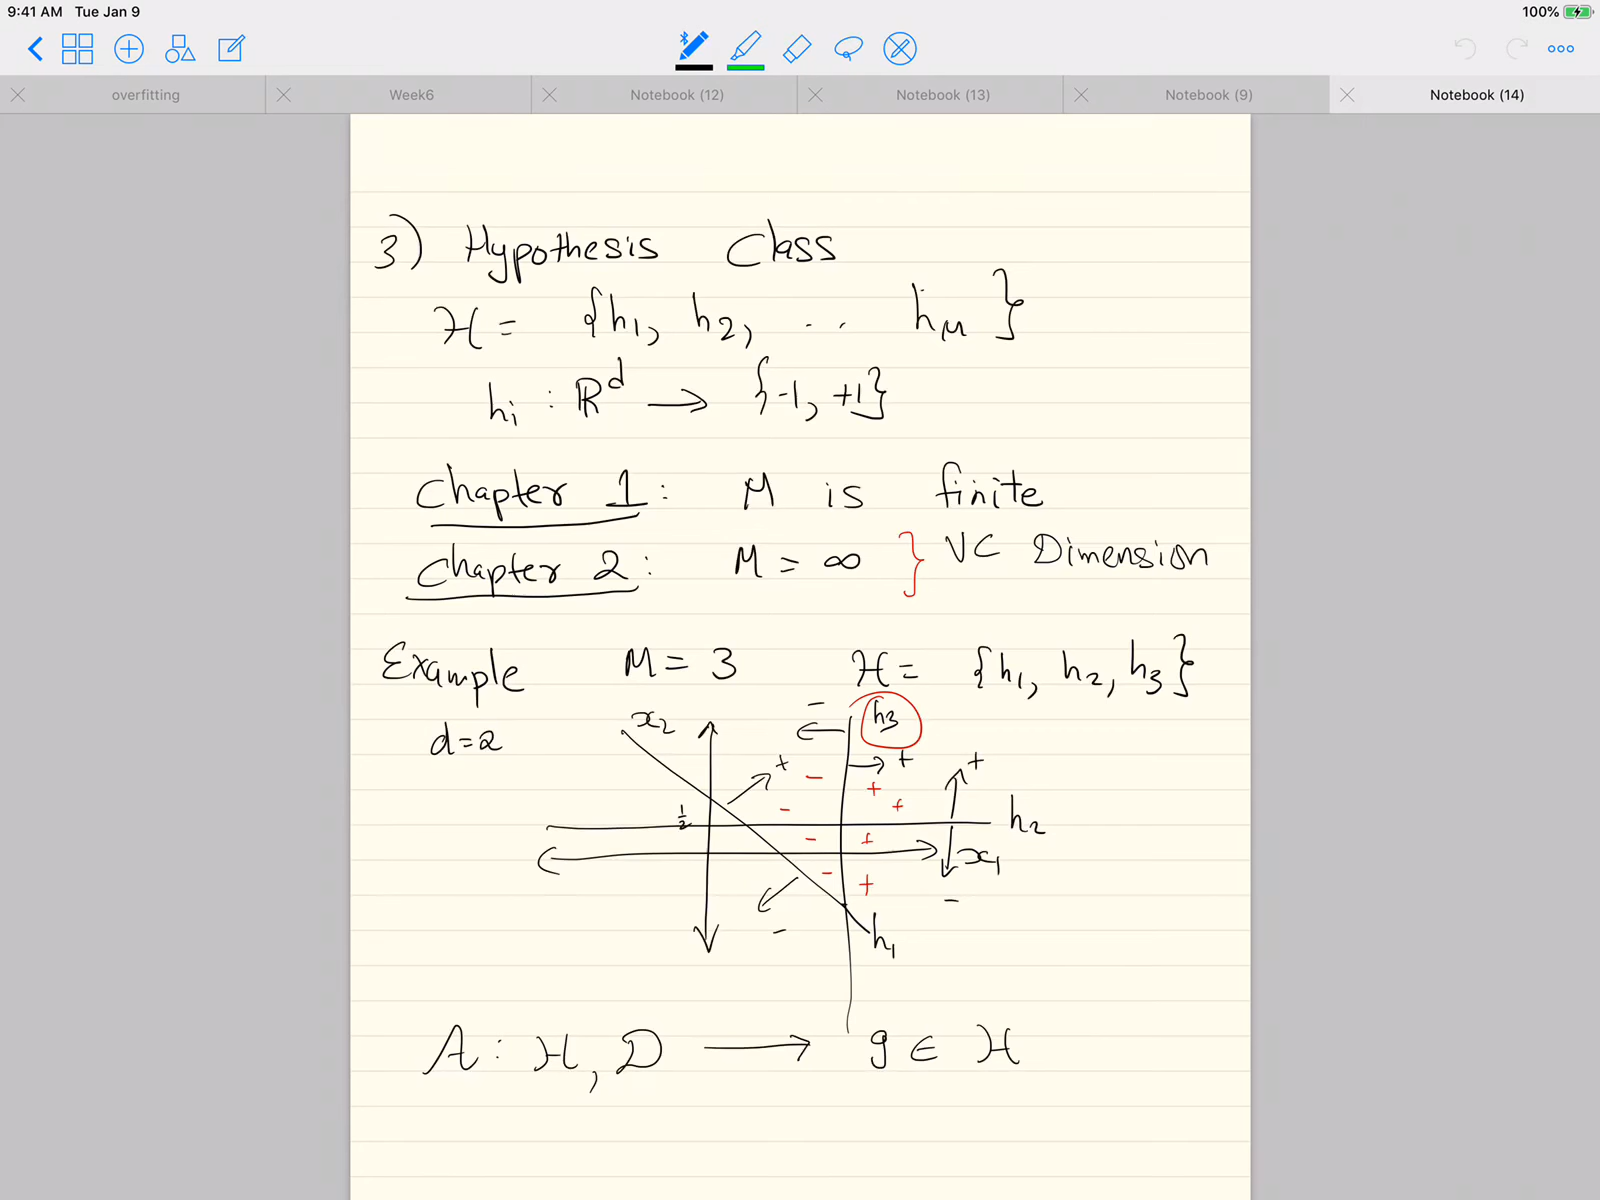 9:41 AM Tue Jan 9 100%
overfitting Week6 Notebook (12) Notebook (13) Notebook (9) Notebook (14)
3) Hypothesis Class
ℋ = {h₁, h₂, ... h_M}
hᵢ : ℝᵈ → {-1, +1}
Chapter 1: M is finite
Chapter 2: M = ∞ } VC Dimension
Example M = 3 ℋ = {h₁, h₂, h₃}
d=2 x₂ - h₃
+ - + +
- + +
½ h₂
- + x₁
- + -
- h₁
A : ℋ, D → g ∈ ℋ